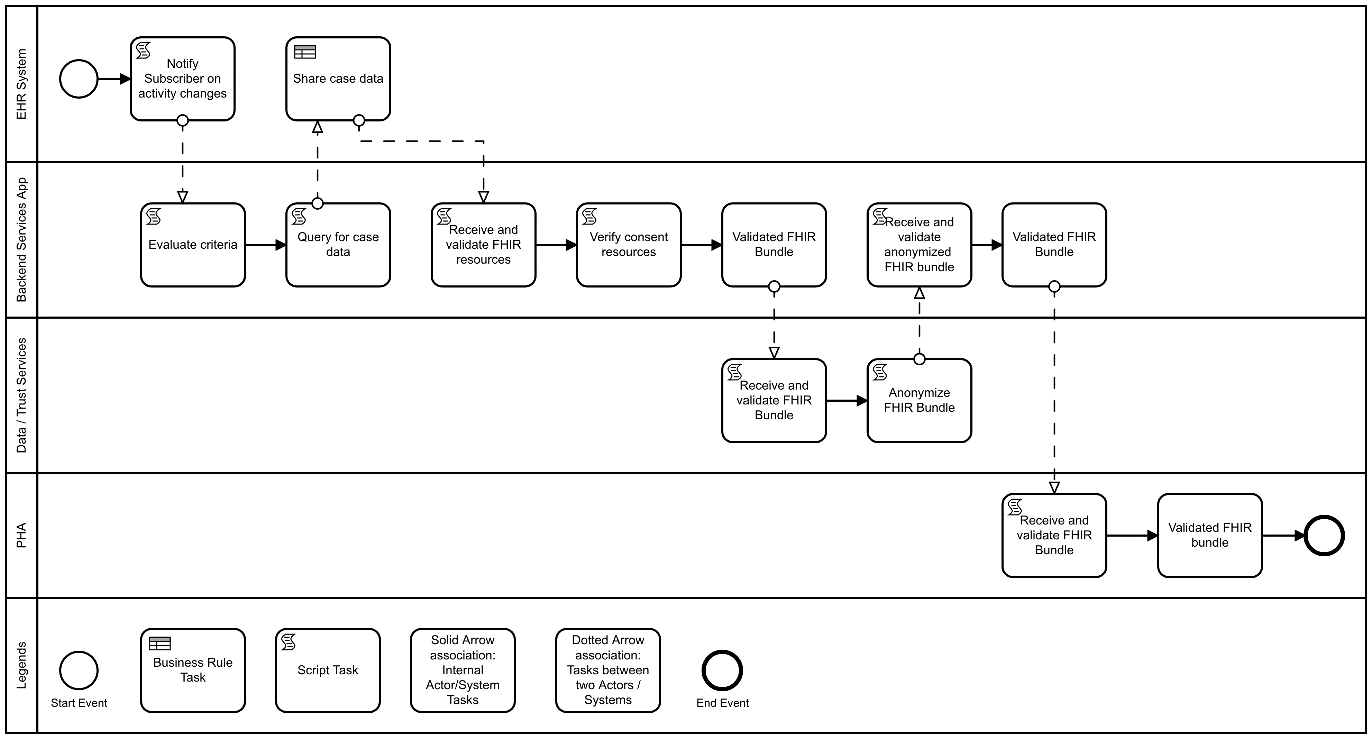 EHR System
Notify
Subscriber on
activity changes
Share case data
Backend Services App
Evaluate criteria
Query for case
data
Receive and
validate FHIR
resources
Verify consent
resources
Validated FHIR
Bundle
Receive and
validate
anonymized
FHIR bundle
Validated FHIR
Bundle
Data / Trust Services
Receive and
validate FHIR
Bundle
Anonymize
FHIR Bundle
PHA
Receive and
validate FHIR
Bundle
Validated FHIR
bundle
Legends
Start Event
Business Rule
Task
Script Task
Solid Arrow
association:
Internal
Actor/System
Tasks
Dotted Arrow
association:
Tasks between
two Actors /
Systems
End Event